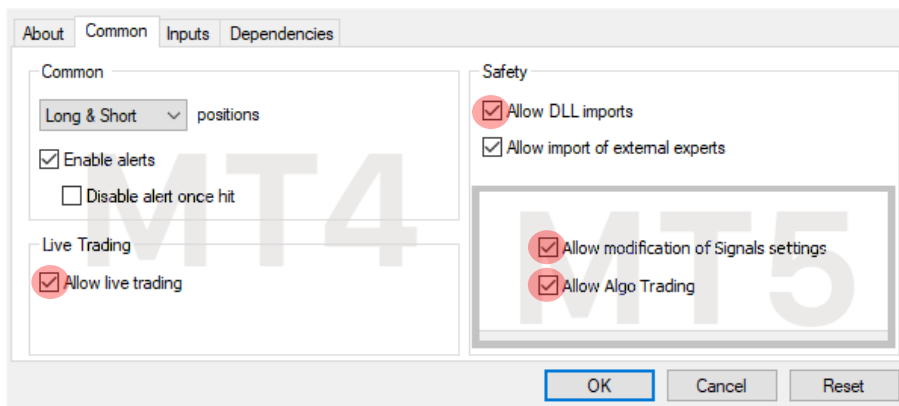 About Common Inputs Dependencies
Common
Long & Short positions
Enable alerts
Disable alert once hit
Live Trading
Allow live trading
MT4
Safety
Allow DLL imports
Allow import of external experts
Allow modification of Signals settings
Allow Algo Trading
MT5
OK Cancel Reset